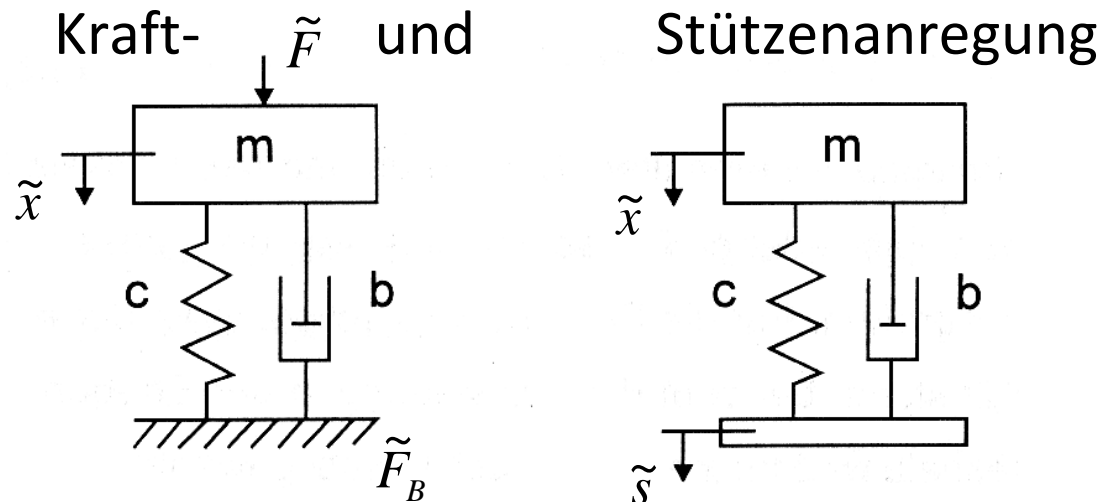 Kraft- und Stützenanregung
F̃
m m
x̃ x̃
c b c b
F̃_B s̃